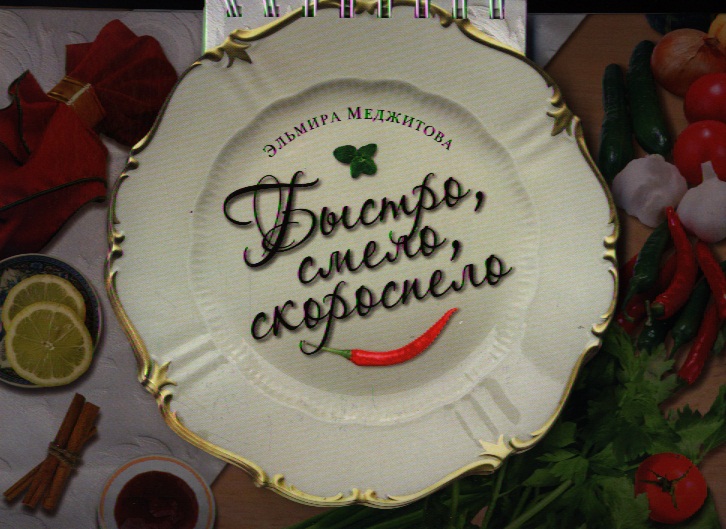 Эльмира Меджитова
Быстро,
смело,
скороспело